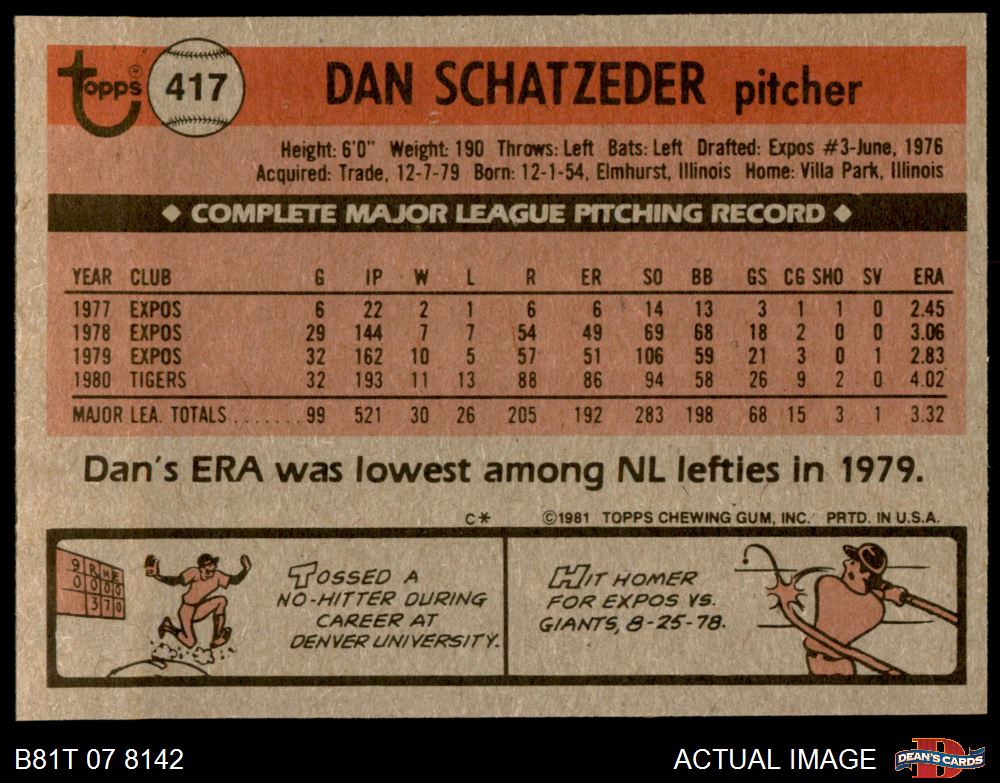 Topps ® 417 DAN SCHATZEDER pitcher
Height: 6'0" Weight: 190 Throws: Left Bats: Left Drafted: Expos #3-June, 1976
Acquired: Trade, 12-7-79 Born: 12-1-54, Elmhurst, Illinois Home: Villa Park, Illinois
◆ COMPLETE MAJOR LEAGUE PITCHING RECORD ◆
YEAR CLUB G IP W L R ER SO BB GS CG SHO SV ERA
1977 EXPOS 6 22 2 1 6 6 14 13 3 1 1 0 2.45
1978 EXPOS 29 144 7 7 54 49 69 68 18 2 0 0 3.06
1979 EXPOS 32 162 10 5 57 51 106 59 21 3 0 1 2.83
1980 TIGERS 32 193 11 13 88 86 94 58 26 9 2 0 4.02
MAJOR LEA. TOTALS....... 99 521 30 26 205 192 283 198 68 15 3 1 3.32
Dan's ERA was lowest among NL lefties in 1979.
C* ©1981 TOPPS CHEWING GUM, INC. PRTD. IN U.S.A.
9 R H E
0 0 0 0
3 7 0
TOSSED A
NO-HITTER DURING
CAREER AT
DENVER UNIVERSITY.
HIT HOMER
FOR EXPOS VS.
GIANTS, 8-25-78.
B81T 07 8142 ACTUAL IMAGE DEAN'S CARDS